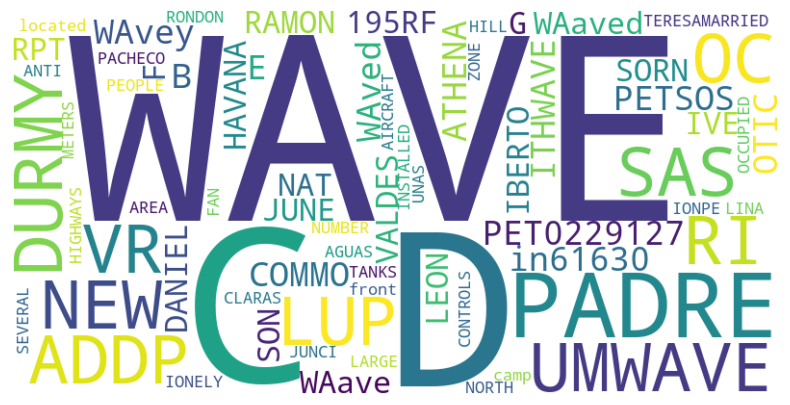 located
RONDON
RAMON
195RF
HILL
G
WAaved
TERESAMARRIED
RPT
WAvey
PACHECO
ANTI
PEOPLE
F
B
HAVANA
E
WAVE
WAved
AIRCRAFT
ATHENA
ZONE
SORN
OC
PETSOS
IVE
OCCUPIED
OTIC
ITHWAVE
IBERTO
SAS
METERS
DURMY
HIGHWAYS
AREA
FAN
NAT
JUNE
VALDES
INSTALLED
UNAS
IONPE
LINA
NUMBER
PET0229127
RI
VR
DANIEL
C
AGUAS
D
in61630
COMMO
TANKS
front
LEON
CONTROLS
NEW
CLARAS
LUP
PADRE
SEVERAL
SON
ADDP
JUNCI
LARGE
camp
UMWAVE
IONELY
WAave
NORTH